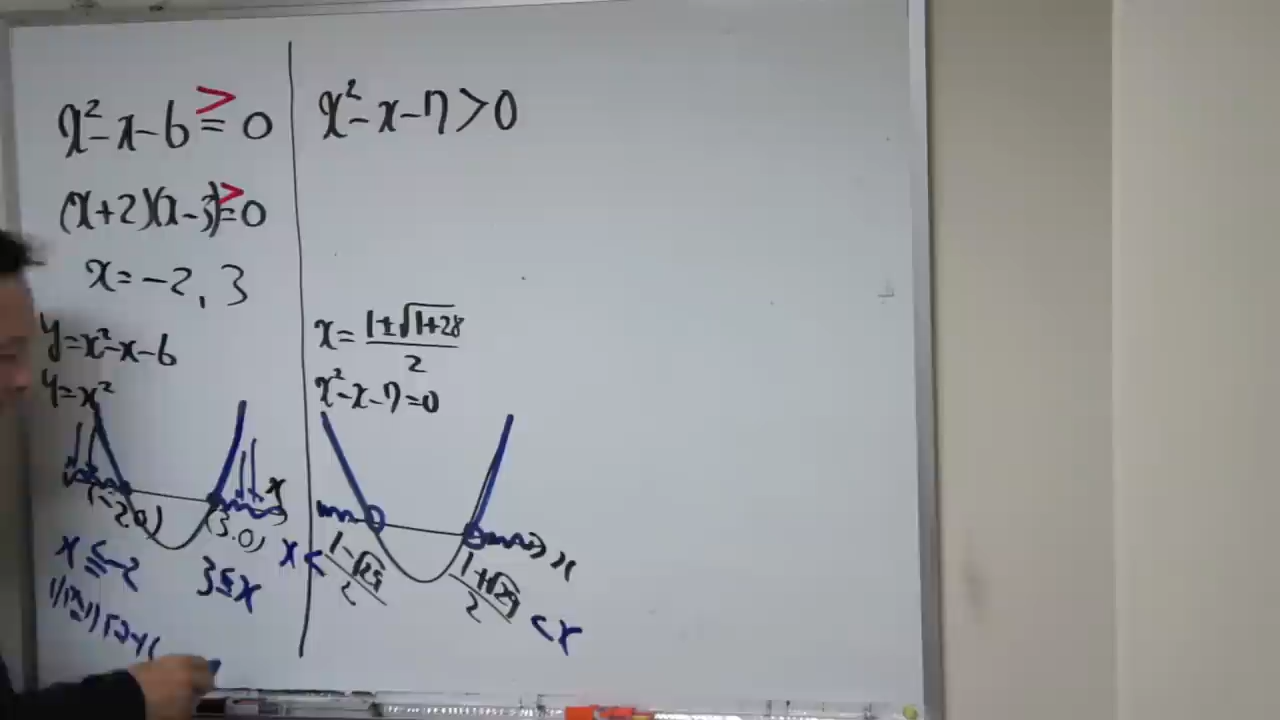 x²-x-6≧0
(x+2)(x-3)≧0
x=-2, 3
y=x²-x-6
y=x²
(-2.0)
(3.0)
x
x≦-2
3≦x
x²-x-7>0
x=(1±√(1+28))/2
x²-x-7=0
x
x<(1-√29)/2
(1+√29)/2<x